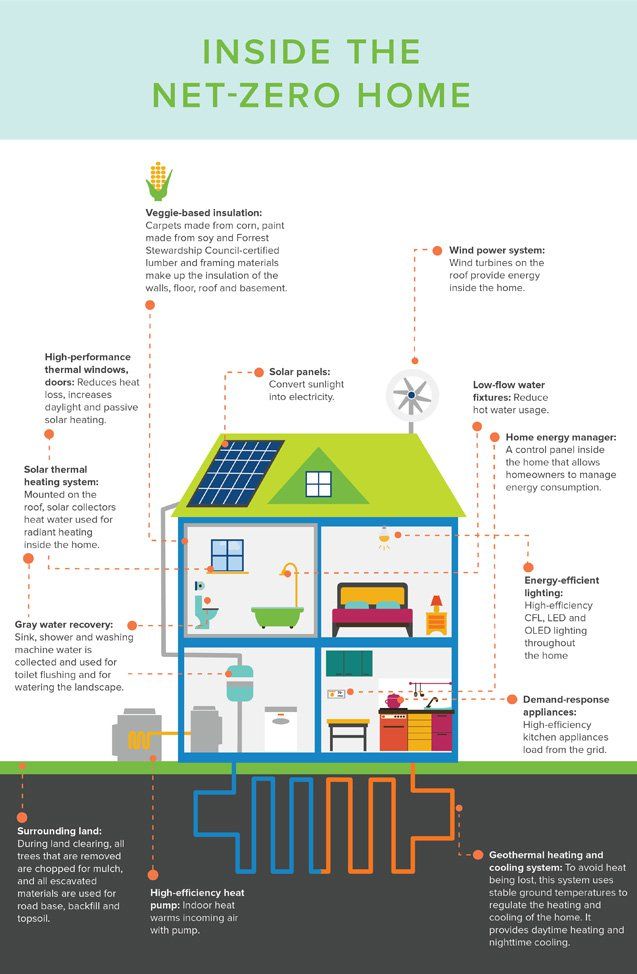 INSIDE THE
NET-ZERO HOME
Veggie-based insulation:
Carpets made from corn, paint
made from soy and Forrest
Stewardship Council-certified
lumber and framing materials
make up the insulation of the
walls, floor, roof and basement.
Wind power system:
Wind turbines on the
roof provide energy
inside the home.
High-performance
thermal windows,
doors: Reduces heat
loss, increases
daylight and passive
solar heating.
Solar panels:
Convert sunlight
into electricity.
Low-flow water
fixtures: Reduce
hot water usage.
Home energy manager:
A control panel inside
the home that allows
homeowners to manage
energy consumption.
Solar thermal
heating system:
Mounted on the
roof, solar collectors
heat water used for
radiant heating
inside the home.
Energy-efficient
lighting:
High-efficiency
CFL, LED and
OLED lighting
throughout
the home
Gray water recovery:
Sink, shower and washing
machine water is
collected and used for
toilet flushing and for
watering the landscape.
Demand-response
appliances:
High-efficiency
kitchen appliances
load from the grid.
Surrounding land:
During land clearing, all
trees that are removed
are chopped for mulch,
and all escavated
materials are used for
road base, backfill and
topsoil.
High-efficiency heat
pump: Indoor heat
warms incoming air
with pump.
Geothermal heating and
cooling system: To avoid heat
being lost, this system uses
stable ground temperatures to
regulate the heating and
cooling of the home. It
provides daytime heating and
nighttime cooling.